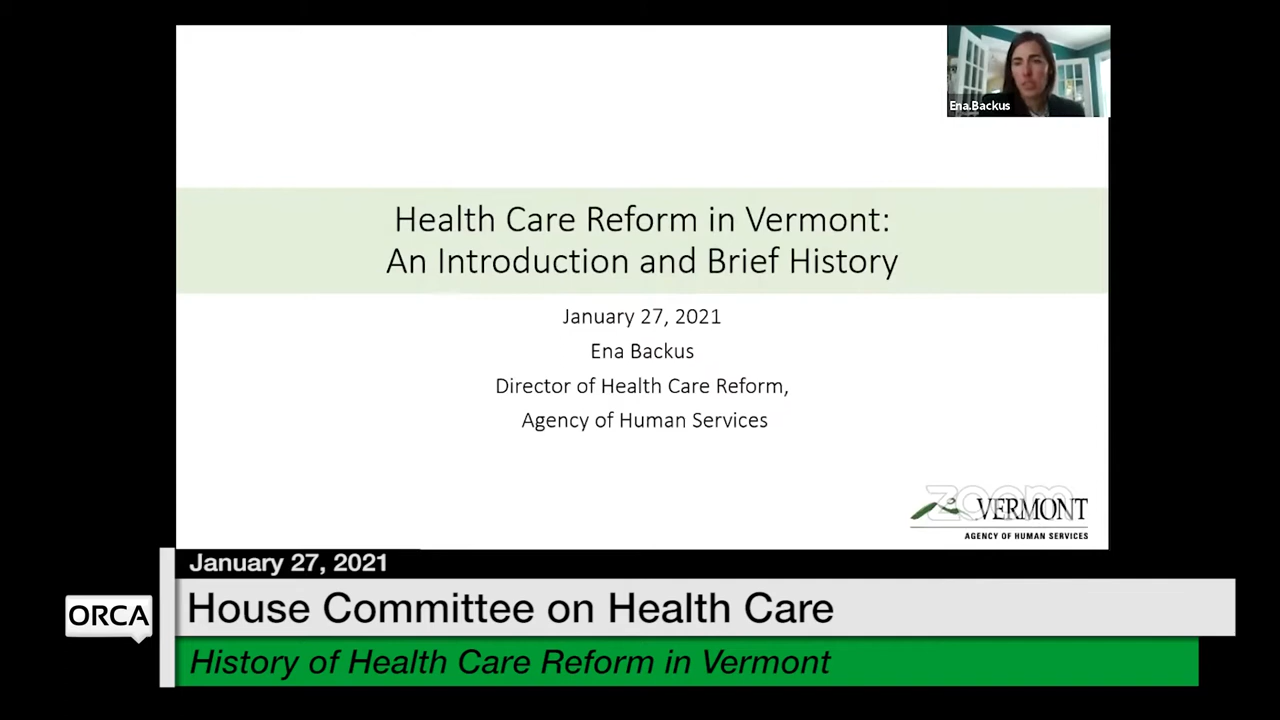 Ena.Backus
Health Care Reform in Vermont:
An Introduction and Brief History
January 27, 2021
Ena Backus
Director of Health Care Reform,
Agency of Human Services
zoom
VERMONT
AGENCY OF HUMAN SERVICES
January 27, 2021
ORCA
House Committee on Health Care
History of Health Care Reform in Vermont